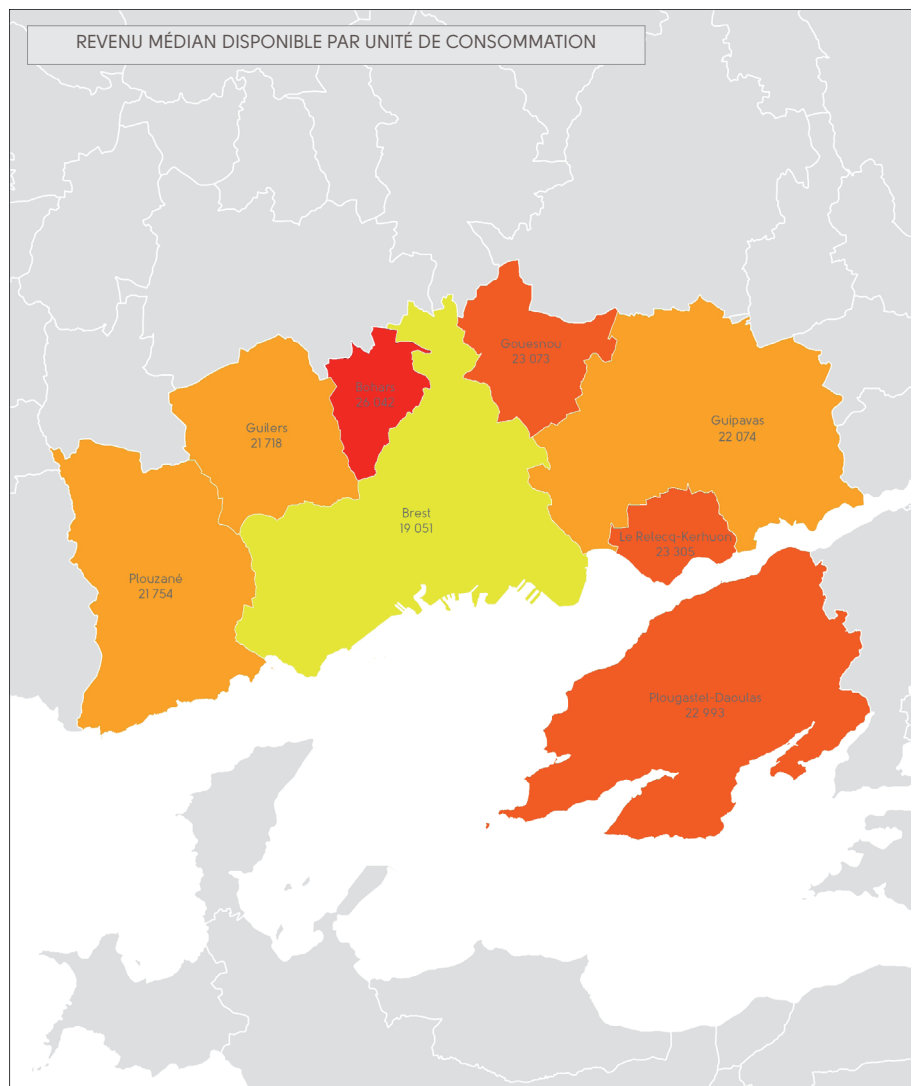 REVENU MÉDIAN DISPONIBLE PAR UNITÉ DE CONSOMMATION
Gouesnou
23 073
Bohars
Guilers
21 718
Guipavas
22 074
Brest
19 051
Le Relecq-Kerhuon
23 305
Plouzané
21 754
Plougastel-Daoulas
22 993